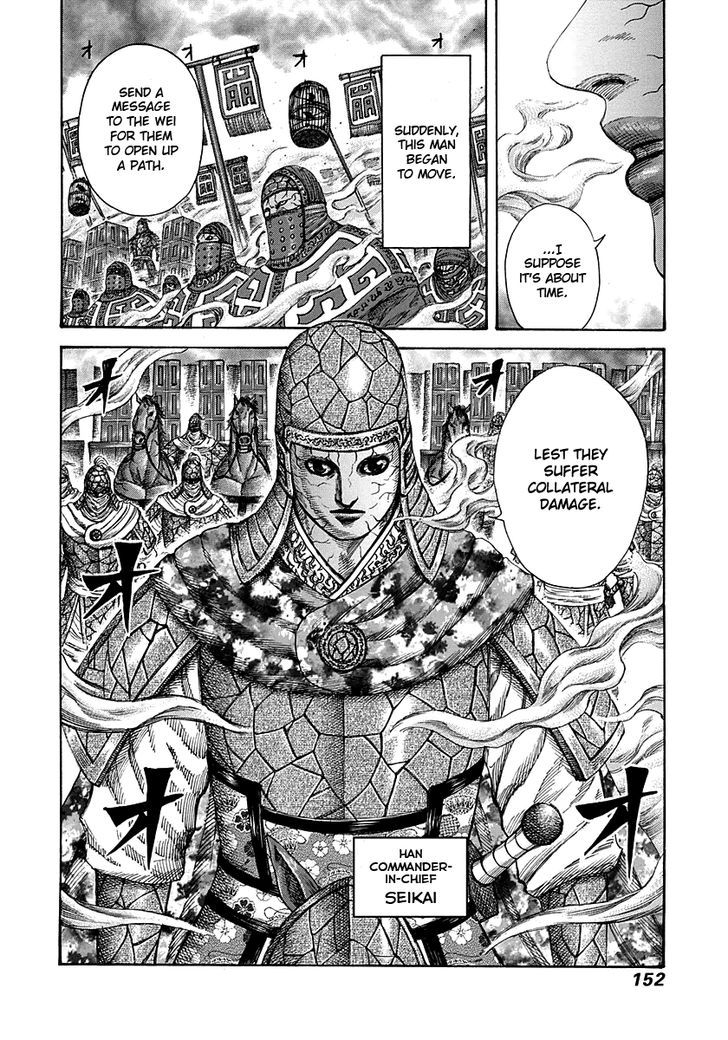 ...I
SUPPOSE
IT'S ABOUT
TIME.
SUDDENLY,
THIS MAN
BEGAN
TO MOVE.
SEND A
MESSAGE
TO THE WEI
FOR THEM
TO OPEN UP
A PATH.
オ
オ
オ
オ
LEST THEY
SUFFER
COLLATERAL
DAMAGE.
オ
オ
オ
オ
HAN
COMMANDER-
IN-CHIEF
SEIKAI
152